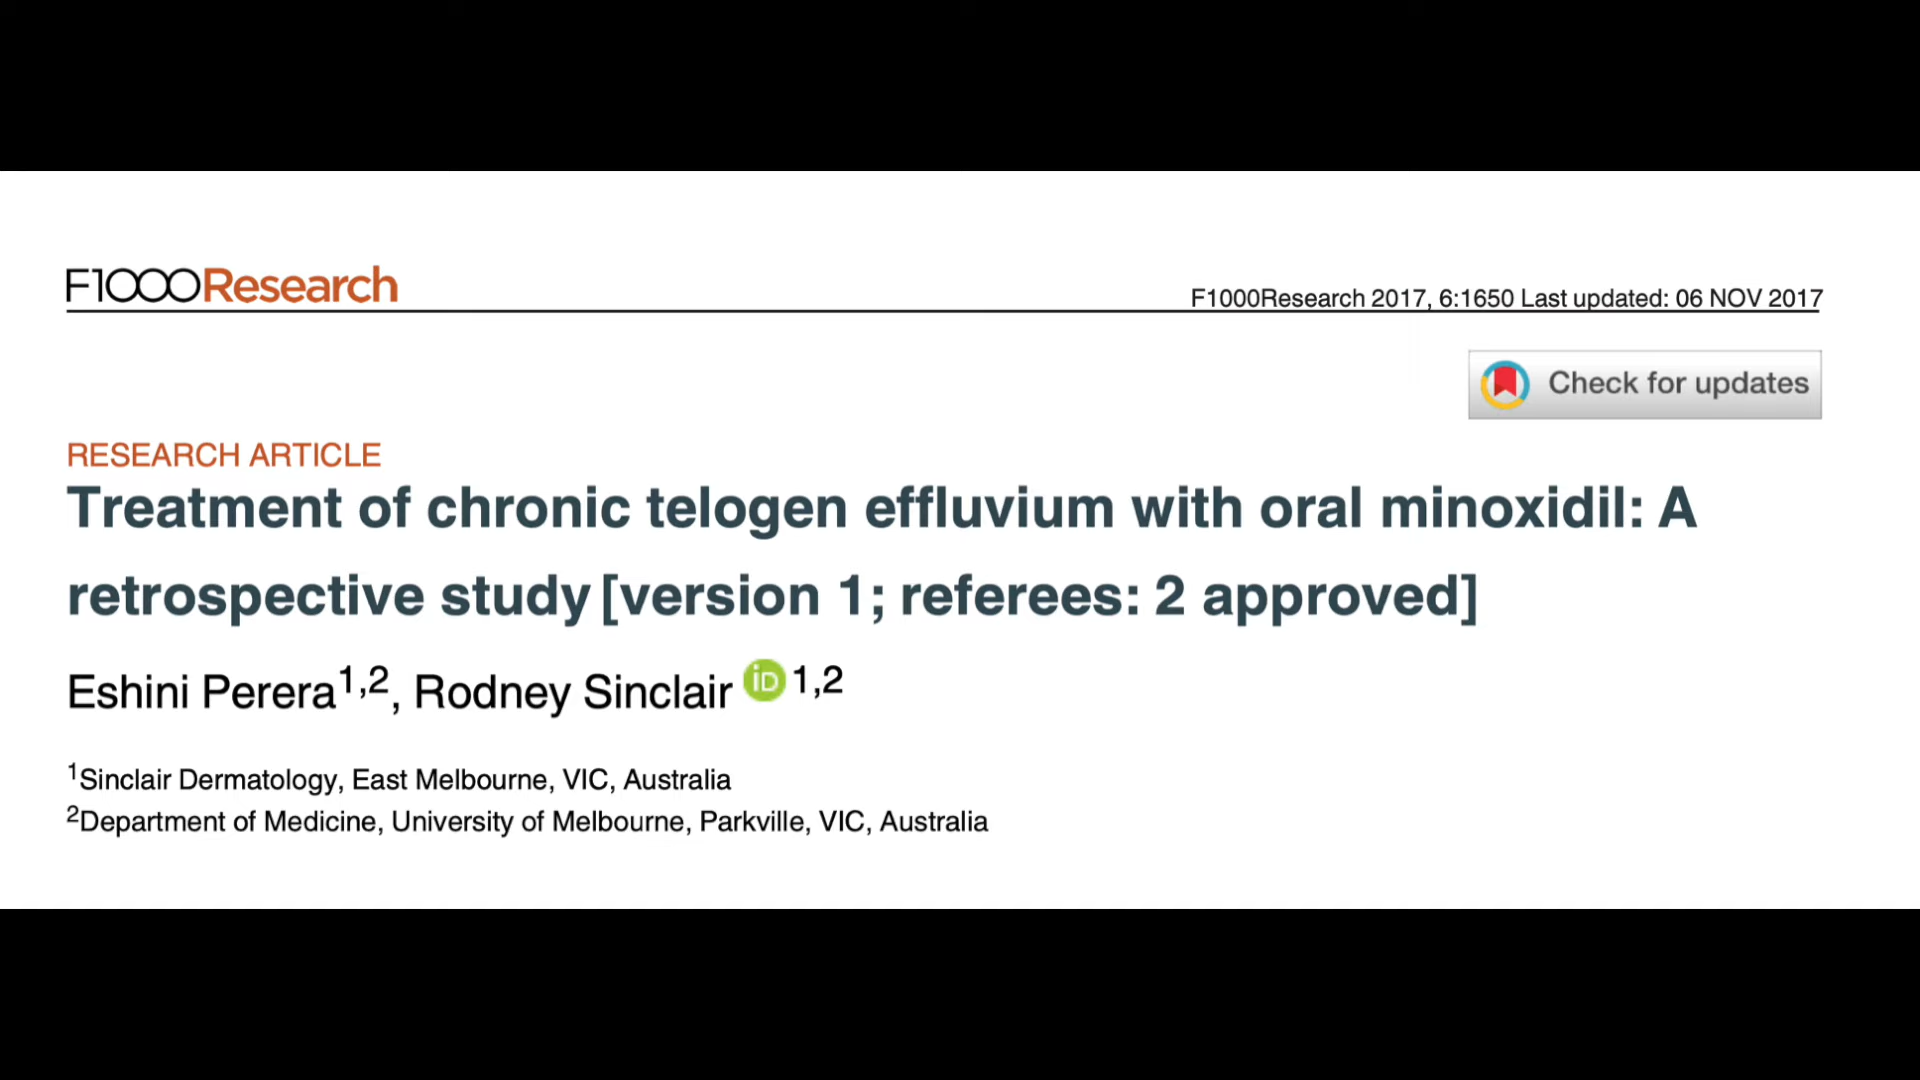 F1000Research
F1000Research 2017, 6:1650 Last updated: 06 NOV 2017
Check for updates
RESEARCH ARTICLE
Treatment of chronic telogen effluvium with oral minoxidil: A
retrospective study [version 1; referees: 2 approved]
Eshini Perera1,2, Rodney Sinclair iD 1,2
1Sinclair Dermatology, East Melbourne, VIC, Australia
2Department of Medicine, University of Melbourne, Parkville, VIC, Australia